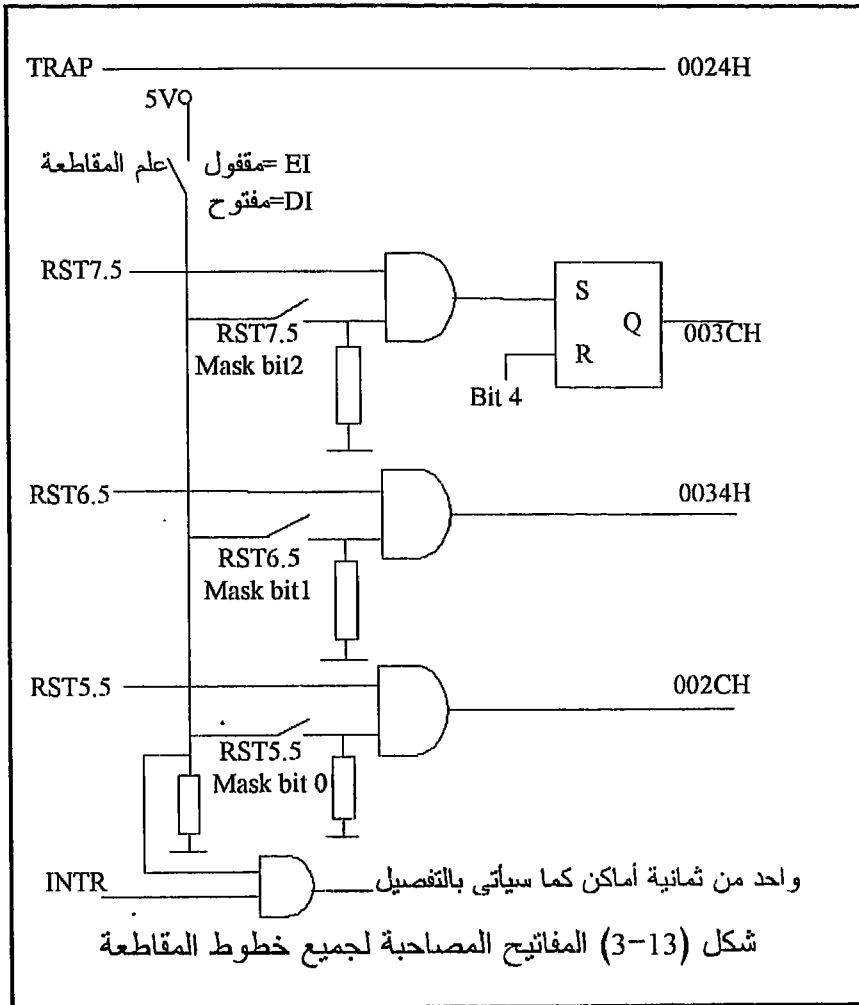 TRAP 0024H
5V
علم المقاطعة
مقفول= EI
مفتوح=DI
RST7.5
S
Q
R
003CH
RST7.5
Mask bit2
Bit 4
RST6.5
0034H
RST6.5
Mask bit1
RST5.5
002CH
RST5.5
Mask bit 0
INTR
واحد من ثمانية أماكن كما سيأتى بالتفصيل
شكل (13-3) المفاتيح المصاحبة لجميع خطوط المقاطعة